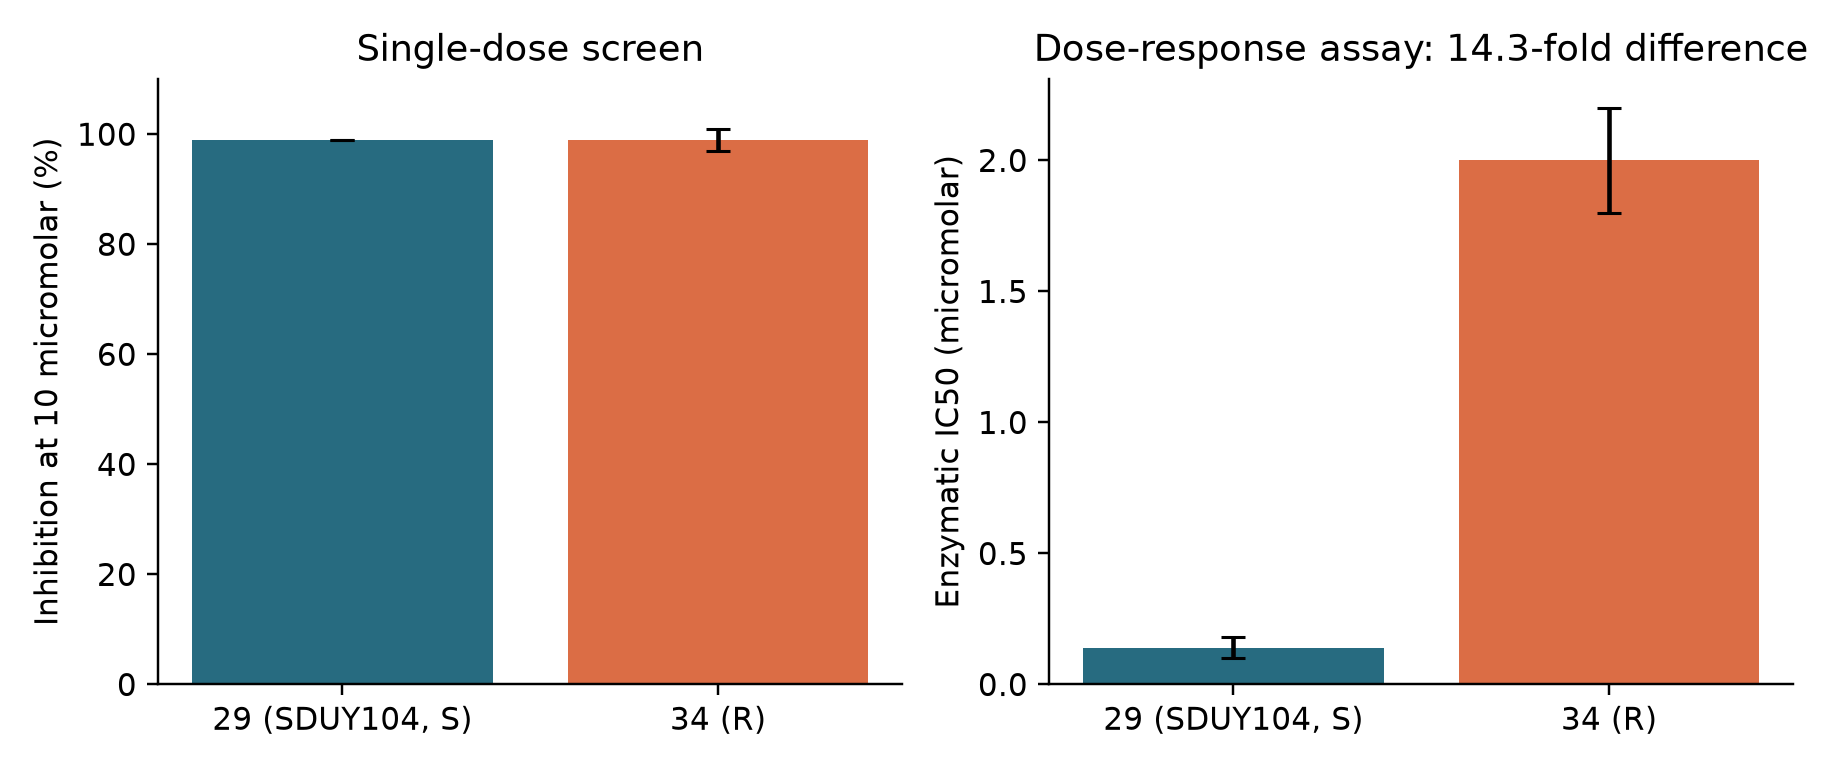 Single-dose screen
Inhibition at 10 micromolar (%)
100
80
60
40
20
0
29 (SDUY104, S)
34 (R)
Dose-response assay: 14.3-fold difference
Enzymatic IC50 (micromolar)
2.0
1.5
1.0
0.5
0.0
29 (SDUY104, S)
34 (R)